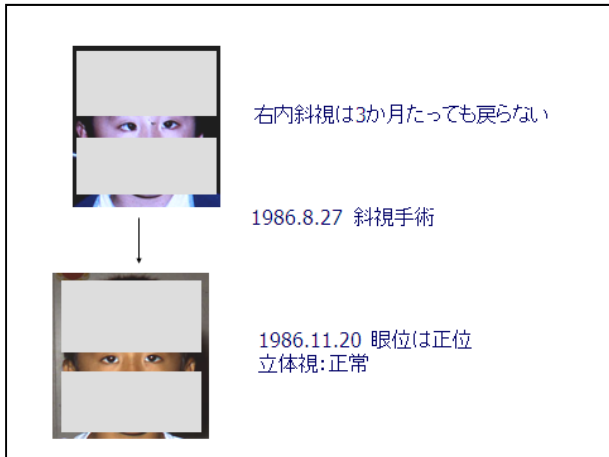 右内斜視は3か月たっても戻らない
1986.8.27 斜視手術
1986.11.20 眼位は正位
立体視：正常